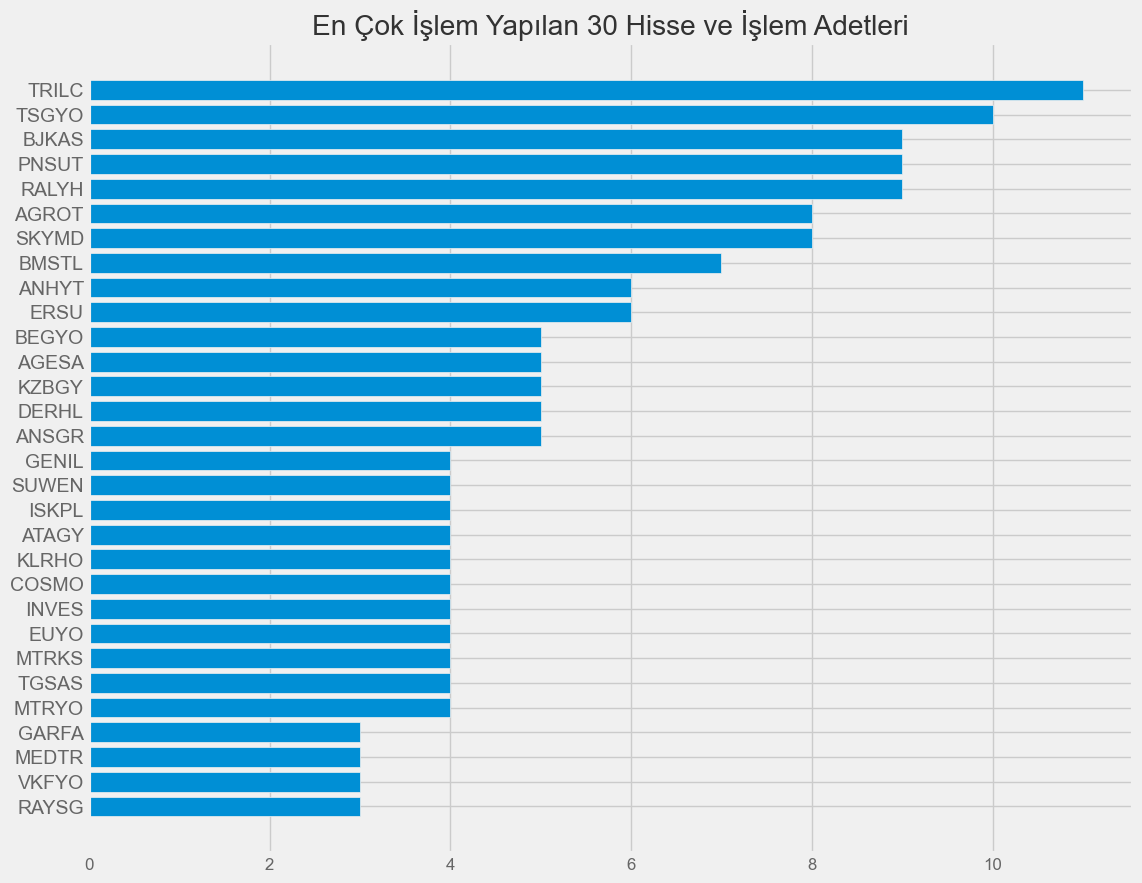 En Çok İşlem Yapılan 30 Hisse ve İşlem Adetleri
TRILC
TSGYO
BJKAS
PNSUT
RALYH
AGROT
SKYMD
BMSTL
ANHYT
ERSU
BEGYO
AGESA
KZBGY
DERHL
ANSGR
GENIL
SUWEN
ISKPL
ATAGY
KLRHO
COSMO
INVES
EUYO
MTRKS
TGSAS
MTRYO
GARFA
MEDTR
VKFYO
RAYSG
0 2 4 6 8 10